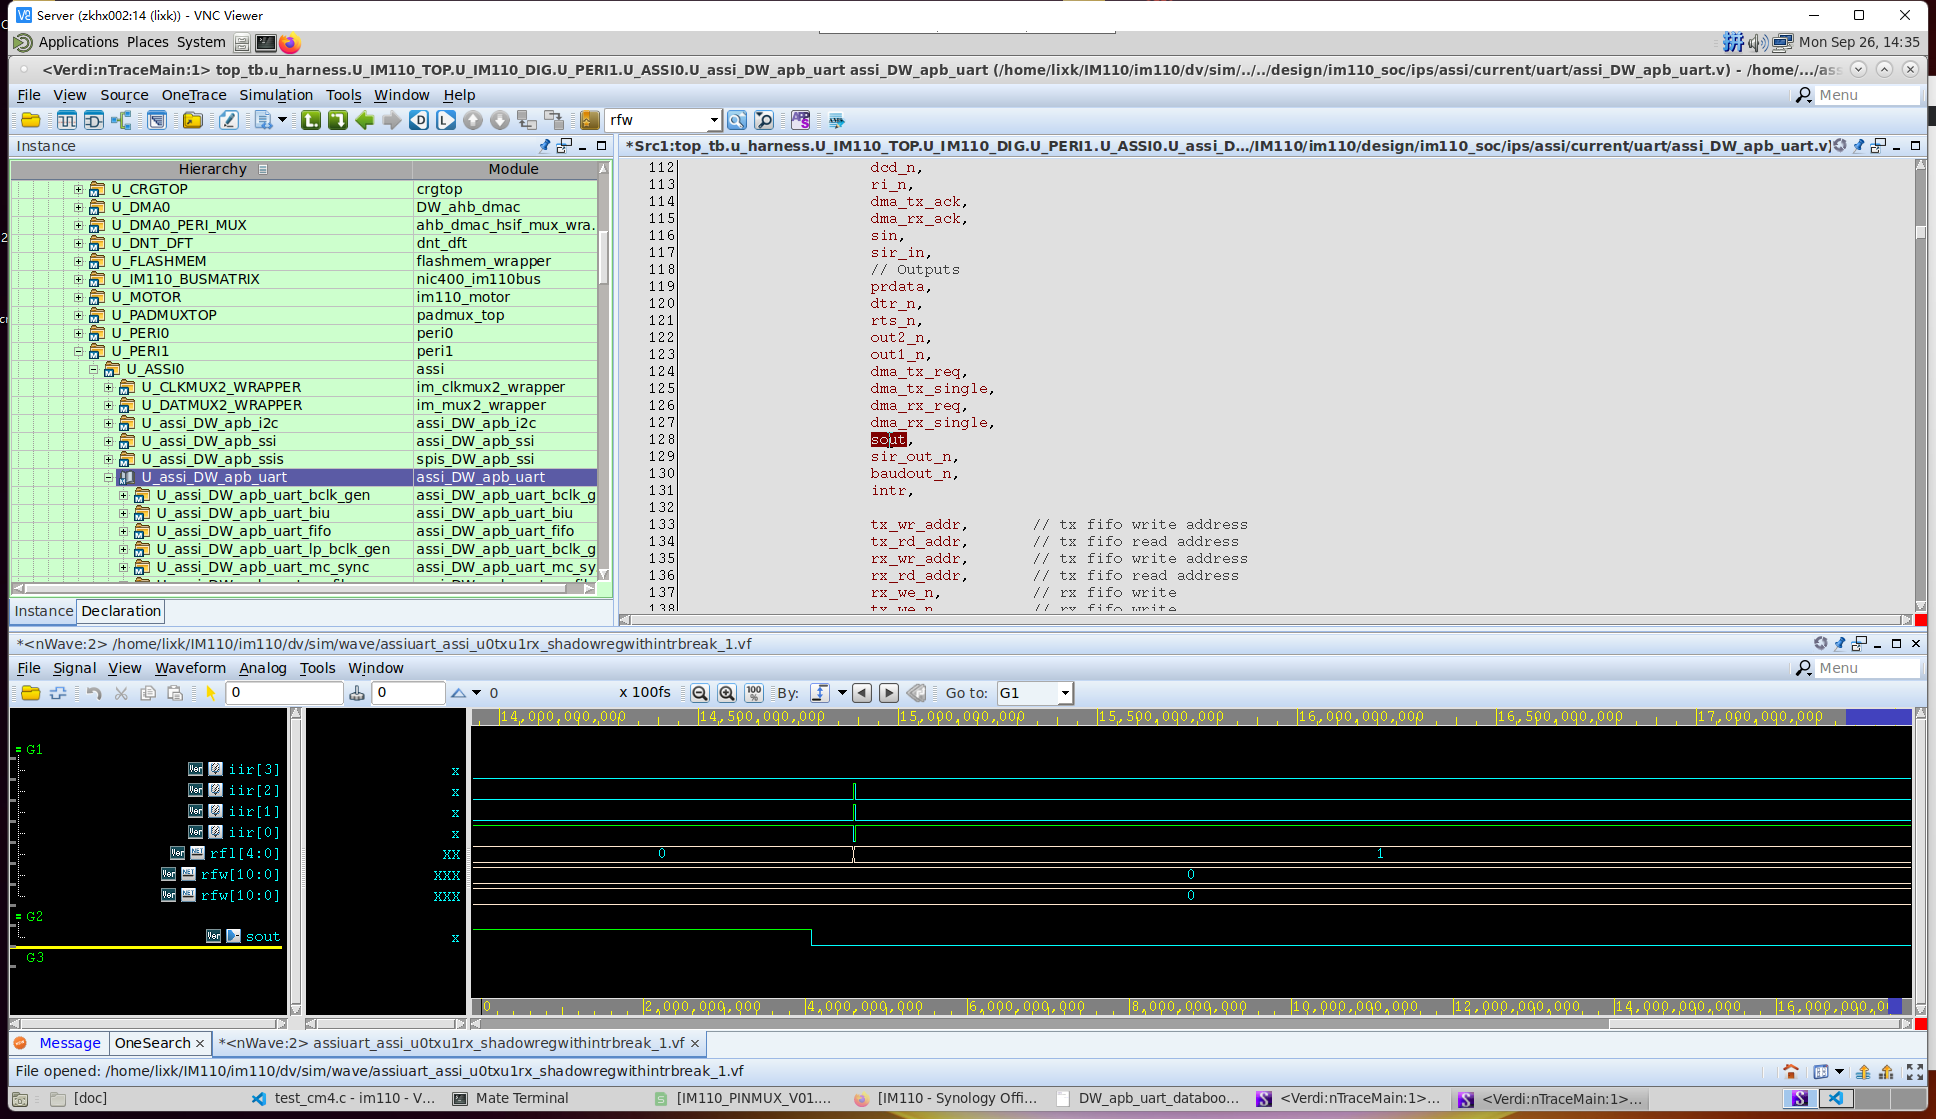 Server (zkhx002:14 (lixk)) - VNC Viewer
Applications Places System
Mon Sep 26, 14:35
<Verdi:nTraceMain:1> top_tb.u_harness.U_IM110_TOP.U_IM110_DIG.U_PERI1.U_ASSI0.U_assi_DW_apb_uart assi_DW_apb_uart (/home/lixk/IM110/im110/dv/sim/../../design/im110_soc/ips/assi/current/uart/assi_DW_apb_uart.v) - /home/.../ass
File View Source OneTrace Simulation Tools Window Help
Menu
rfw
Instance
*Src1:top_tb.u_harness.U_IM110_TOP.U_IM110_DIG.U_PERI1.U_ASSI0.U_assi_D.../IM110/im110/design/im110_soc/ips/assi/current/uart/assi_DW_apb_uart.v)
Hierarchy Module
U_CRGTOP crgtop
U_DMA0 DW_ahb_dmac
U_DMA0_PERI_MUX ahb_dmac_hsif_mux_wra.
U_DNT_DFT dnt_dft
U_FLASHMEM flashmem_wrapper
U_IM110_BUSMATRIX nic400_im110bus
U_MOTOR im110_motor
U_PADMUXTOP padmux_top
U_PERI0 peri0
U_PERI1 peri1
U_ASSI0 assi
U_CLKMUX2_WRAPPER im_clkmux2_wrapper
U_DATMUX2_WRAPPER im_mux2_wrapper
U_assi_DW_apb_i2c assi_DW_apb_i2c
U_assi_DW_apb_ssi assi_DW_apb_ssi
U_assi_DW_apb_ssis spis_DW_apb_ssi
U_assi_DW_apb_uart assi_DW_apb_uart
U_assi_DW_apb_uart_bclk_gen assi_DW_apb_uart_bclk_g
U_assi_DW_apb_uart_biu assi_DW_apb_uart_biu
U_assi_DW_apb_uart_fifo assi_DW_apb_uart_fifo
U_assi_DW_apb_uart_lp_bclk_gen assi_DW_apb_uart_bclk_g
U_assi_DW_apb_uart_mc_sync assi_DW_apb_uart_mc_sy
Instance Declaration
112 dcd_n,
113 ri_n,
114 dma_tx_ack,
115 dma_rx_ack,
116 sin,
117 sir_in,
118 // Outputs
119 prdata,
120 dtr_n,
121 rts_n,
122 out2_n,
123 out1_n,
124 dma_tx_req,
125 dma_tx_single,
126 dma_rx_req,
127 dma_rx_single,
128 sout,
129 sir_out_n,
130 baudout_n,
131 intr,
132
133 tx_wr_addr, // tx fifo write address
134 tx_rd_addr, // tx fifo read address
135 rx_wr_addr, // tx fifo write address
136 rx_rd_addr, // tx fifo read address
137 rx_we_n, // rx fifo write
138 tx_we_n // rx fifo write
*<nWave:2> /home/lixk/IM110/im110/dv/sim/wave/assiuart_assi_u0txu1rx_shadowregwithintrbreak_1.vf
File Signal View Waveform Analog Tools Window
Menu
0 0 0 x 100fs 100% By: Go to: G1
14,000,000,000 14,500,000,000 15,000,000,000 15,500,000,000 16,000,000,000 16,500,000,000 17,000,000,000
G1
iir[3] x
iir[2] x
iir[1] x
iir[0] x
rfl[4:0] XX 0 1
rfw[10:0] XXX 0
rfw[10:0] XXX 0
G2
sout x
G3
0 2,000,000,000 4,000,000,000 6,000,000,000 8,000,000,000 10,000,000,000 12,000,000,000 14,000,000,000 16,000,000,0
Message OneSearch *<nWave:2> assiuart_assi_u0txu1rx_shadowregwithintrbreak_1.vf
File opened: /home/lixk/IM110/im110/dv/sim/wave/assiuart_assi_u0txu1rx_shadowregwithintrbreak_1.vf
[doc] test_cm4.c - im110 - V... Mate Terminal [IM110_PINMUX_V01.... [IM110 - Synology Offi... DW_apb_uart_databoo... <Verdi:nTraceMain:1>... <Verdi:nTraceMain:1>...